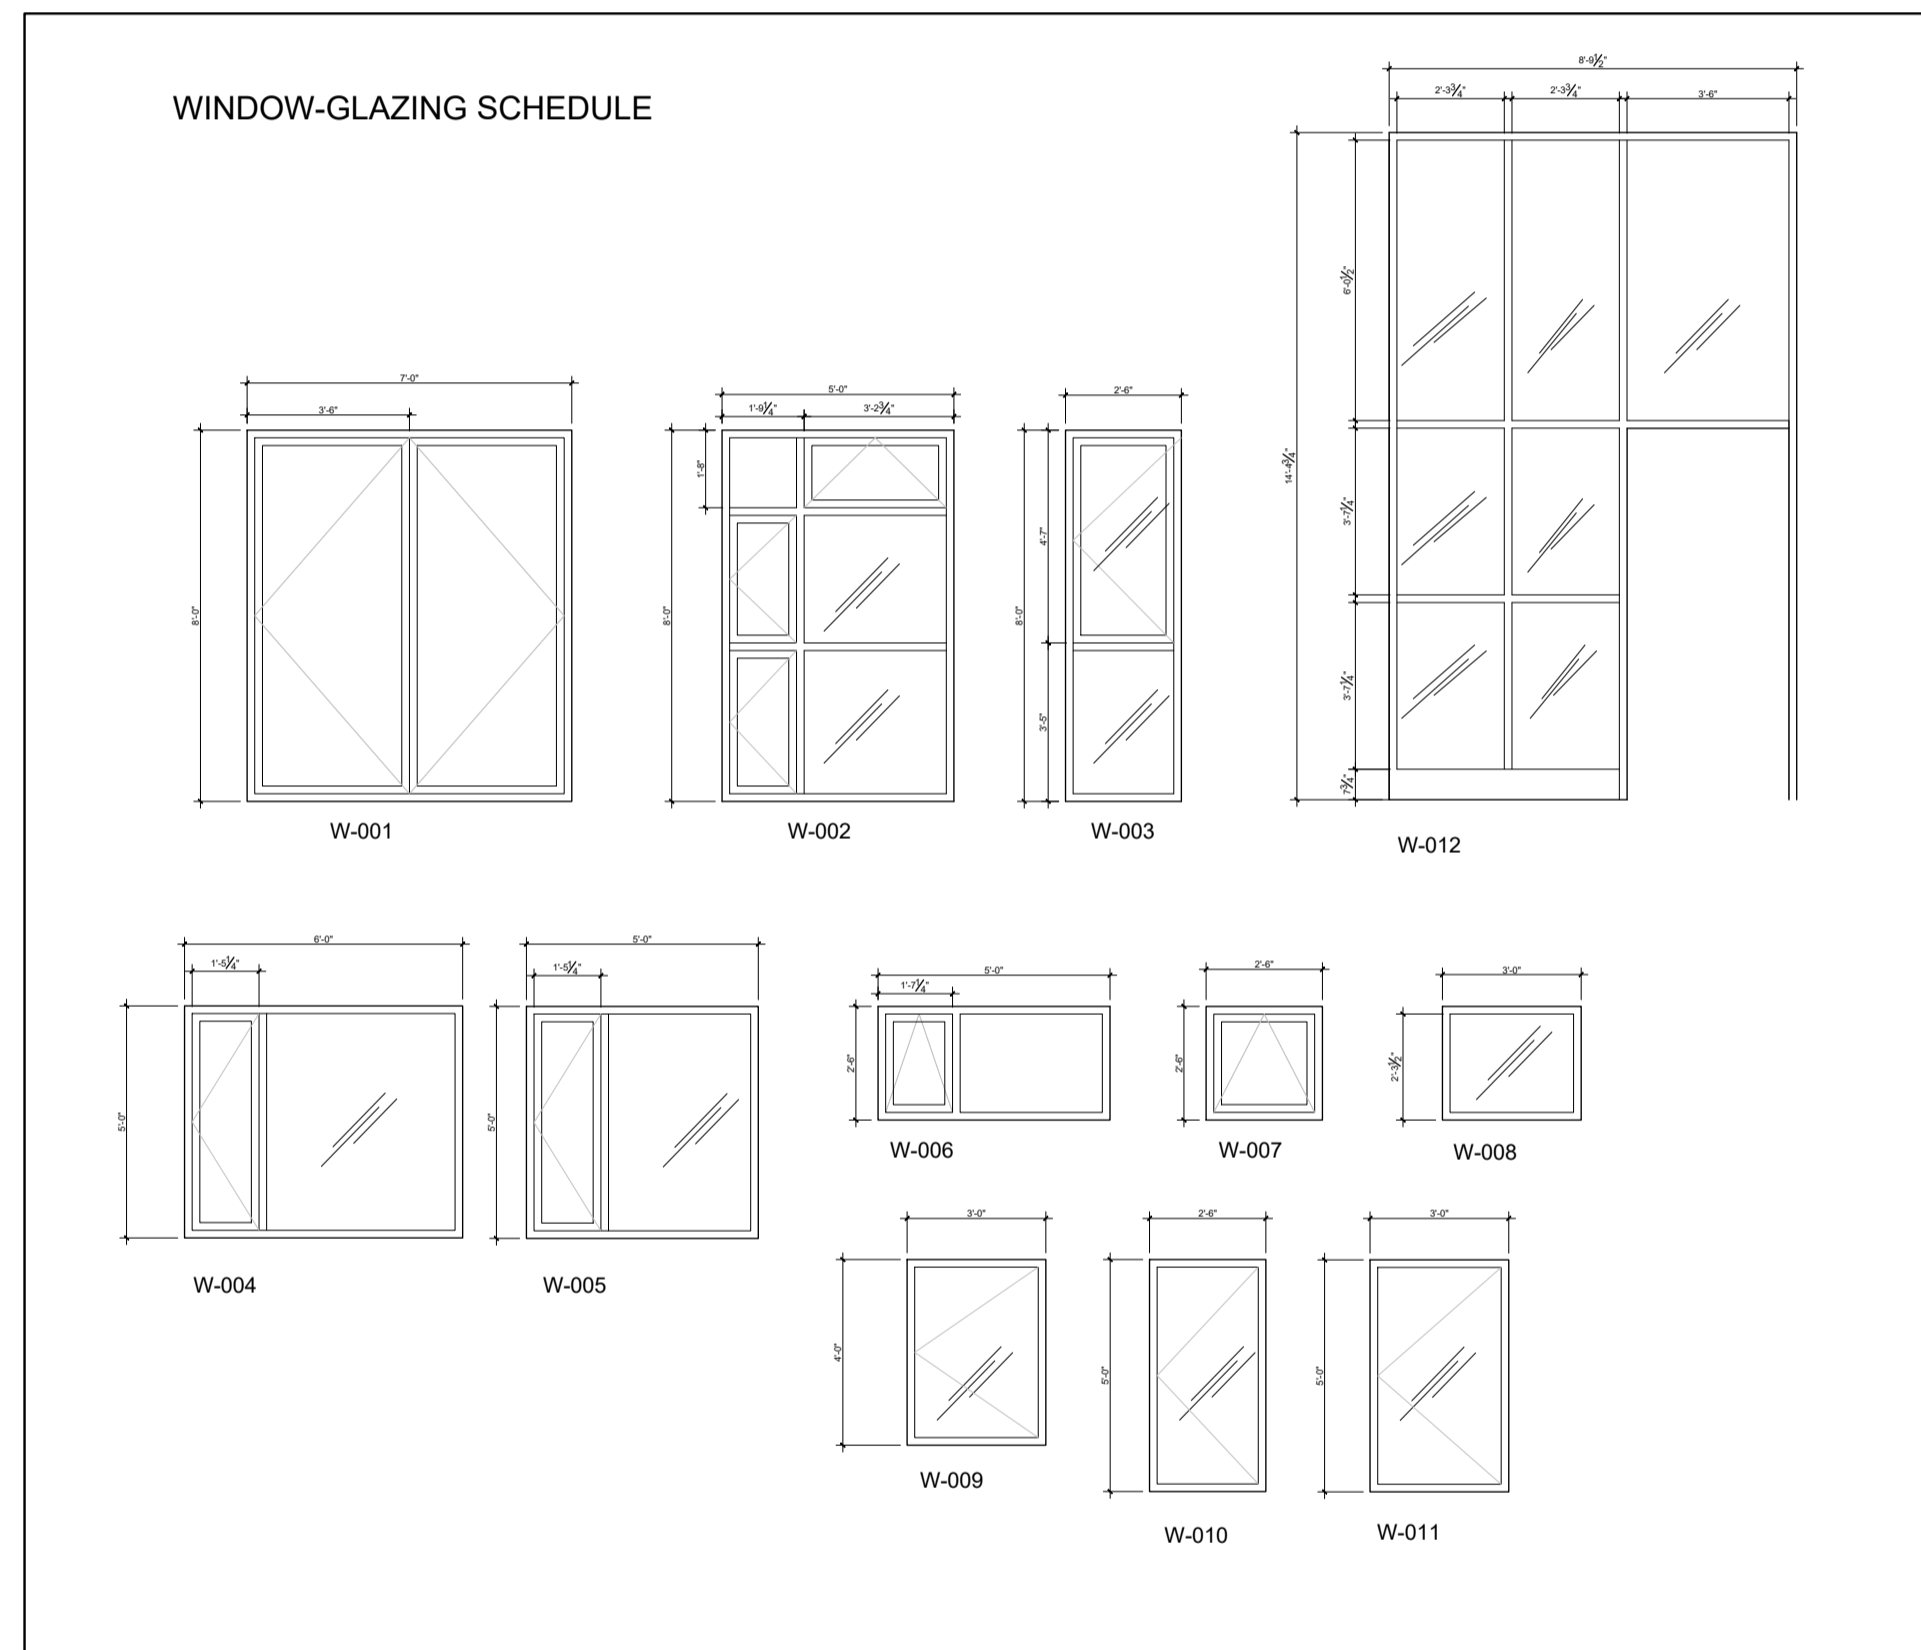 WINDOW-GLAZING SCHEDULE
8'-9½"
2'-3¾" 2'-3¾" 3'-6"
14'-4¾"
6'-0½"
3'-7¼"
3'-7¼"
7¾"
W-012
7'-0"
3'-6"
8'-0"
W-001
5'-0"
1'-9¼" 3'-2¾"
1'-8"
8'-0"
W-002
2'-6"
4'-7"
8'-0"
3'-5"
W-003
6'-0"
1'-5¼"
5'-0"
W-004
5'-0"
1'-5¼"
5'-0"
W-005
5'-0"
1'-7¼"
2'-6"
W-006
2'-6"
2'-6"
W-007
3'-0"
2'-3½"
W-008
3'-0"
4'-0"
W-009
2'-6"
5'-0"
W-010
3'-0"
5'-0"
W-011